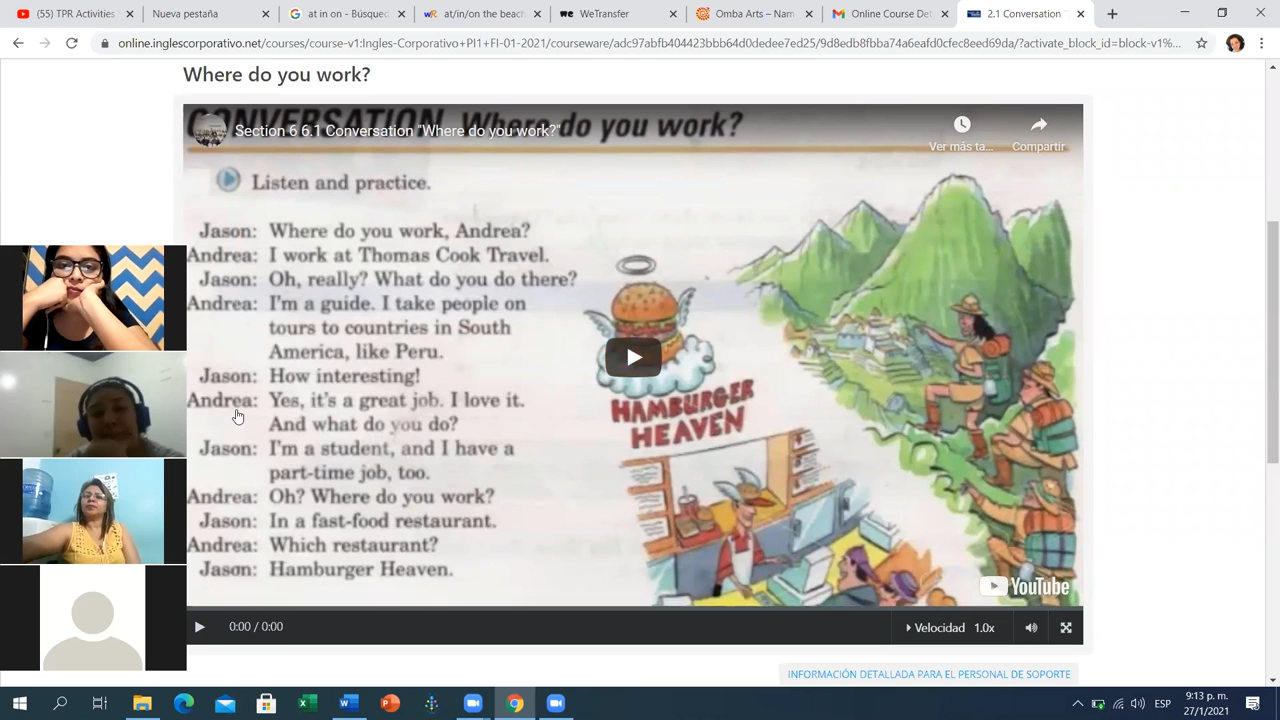 (55) TPR Activities
Nueva pestaña
at in on - Búsqued
at/in/on the beach
WeTransfer
Omba Arts – Nam
Online Course Det
2.1 Conversation "
online.inglescorporativo.net/courses/course-v1:Ingles-Corporativo+PI1+FI-01-2021/courseware/adc97abfb404423bbb64d0dedee7ed25/9d8edb8fbba74a6eafd0cfec8eed69da/?activate_block_id=block-v1%...
Where do you work?
CONVERSATION Where do you work?
Section 6 6.1 Conversation "Where do you work?"
Ver más ta...
Compartir
Listen and practice.
Jason: Where do you work, Andrea?
Andrea: I work at Thomas Cook Travel.
Jason: Oh, really? What do you do there?
Andrea: I'm a guide. I take people on
tours to countries in South
America, like Peru.
Jason: How interesting!
Andrea: Yes, it's a great job. I love it.
And what do you do?
Jason: I'm a student, and I have a
part-time job, too.
Andrea: Oh? Where do you work?
Jason: In a fast-food restaurant.
Andrea: Which restaurant?
Jason: Hamburger Heaven.
HAMBURGER
HEAVEN
YouTube
0:00 / 0:00
Velocidad 1.0x
INFORMACIÓN DETALLADA PARA EL PERSONAL DE SOPORTE
ESP
9:13 p. m.
27/1/2021